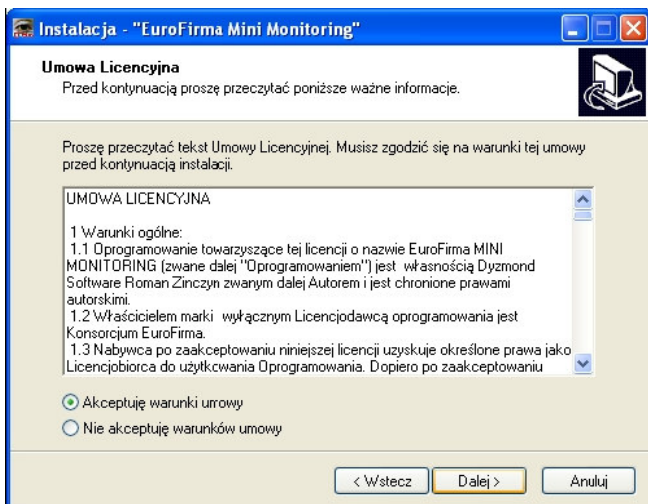 Instalacja - "EuroFirma Mini Monitoring"
Umowa Licencyjna
Przed kontynuacją proszę przeczytać poniższe ważne informacje.
Proszę przeczytać tekst Umowy Licencyjnej. Musisz zgodzić się na warunki tej umowy
przed kontynuacją instalacji.
UMOWA LICENCYJNA
1 Warunki ogólne:
1.1 Oprogramowanie towarzyszące tej licencji o nazwie EuroFirma MINI
MONITORING (zwane dalej "Oprogramowaniem") jest własnością Dyzmond
Software Roman Zinczyn zwanym dalej Autorem i jest chronione prawami
autorskimi.
1.2 Właścicielem marki wyłącznym Licencjodawcą oprogramowania jest
Konsorcjum EuroFirma.
1.3 Nabywca po zaakceptowaniu niniejszej licencji uzyskuje określone prawa jako
Licencjobiorca do użytkowania Oprogramowania. Dopiero po zaakceptowaniu
Akceptuję warunki umowy
Nie akceptuję warunków umowy
< Wstecz
Dalej >
Anuluj